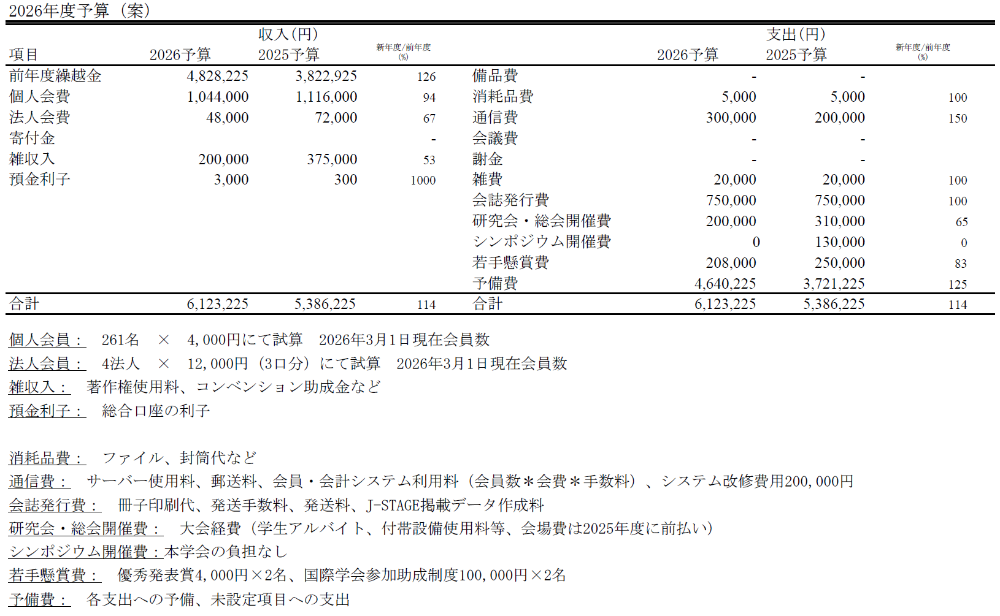 2026年度予算（案）
収入(円) 支出(円)
項目 2026予算 2025予算 新年度/前年度(%) 2026予算 2025予算 新年度/前年度(%)
前年度繰越金 4,828,225 3,822,925 126 備品費 - -
個人会費 1,044,000 1,116,000 94 消耗品費 5,000 5,000 100
法人会費 48,000 72,000 67 通信費 300,000 200,000 150
寄付金 - 会議費 - -
雑収入 200,000 375,000 53 謝金 - -
預金利子 3,000 300 1000 雑費 20,000 20,000 100
会誌発行費 750,000 750,000 100
研究会・総会開催費 200,000 310,000 65
シンポジウム開催費 0 130,000 0
若手懸賞費 208,000 250,000 83
予備費 4,640,225 3,721,225 125
合計 6,123,225 5,386,225 114 合計 6,123,225 5,386,225 114
個人会員： 261名 × 4,000円にて試算 2026年3月1日現在会員数
法人会員： 4法人 × 12,000円（3口分）にて試算 2026年3月1日現在会員数
雑収入： 著作権使用料、コンベンション助成金など
預金利子： 総合口座の利子
消耗品費： ファイル、封筒代など
通信費： サーバー使用料、郵送料、会員・会計システム利用料（会員数＊会費＊手数料）、システム改修費用200,000円
会誌発行費： 冊子印刷代、発送手数料、発送料、J-STAGE掲載データ作成料
研究会・総会開催費： 大会経費（学生アルバイト、付帯設備使用料等、会場費は2025年度に前払い）
シンポジウム開催費：本学会の負担なし
若手懸賞費： 優秀発表賞4,000円×2名、国際学会参加助成制度100,000円×2名
予備費： 各支出への予備、未設定項目への支出